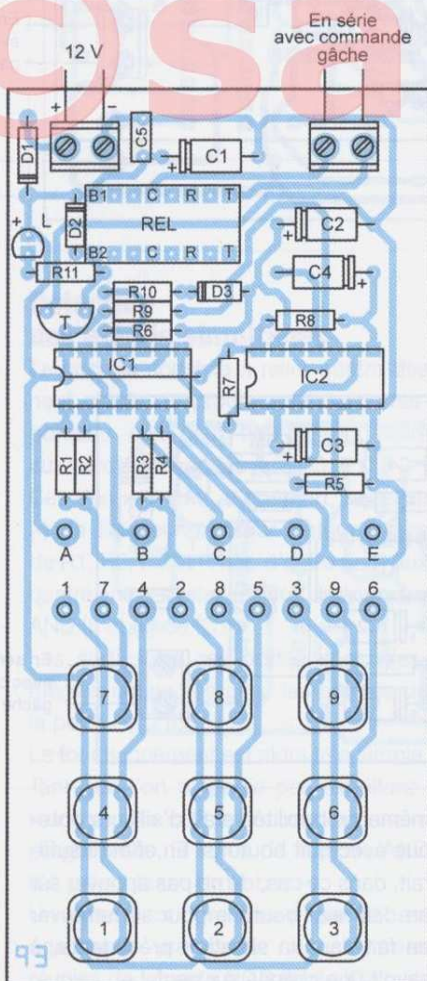 ©sa
En série
avec commande
gâche
12 V
+ −
D1 C5 C1
B1 C R T
D2 REL C2
+ L
B2 C R T C4
R11
R10 D3
R9
R6 R8
T
IC1 R7 IC2
R1 R2 R3 R4 C3
R5
A B C D E
1 7 4 2 8 5 3 9 6
7 8 9
4 5 6
1 2 3
93